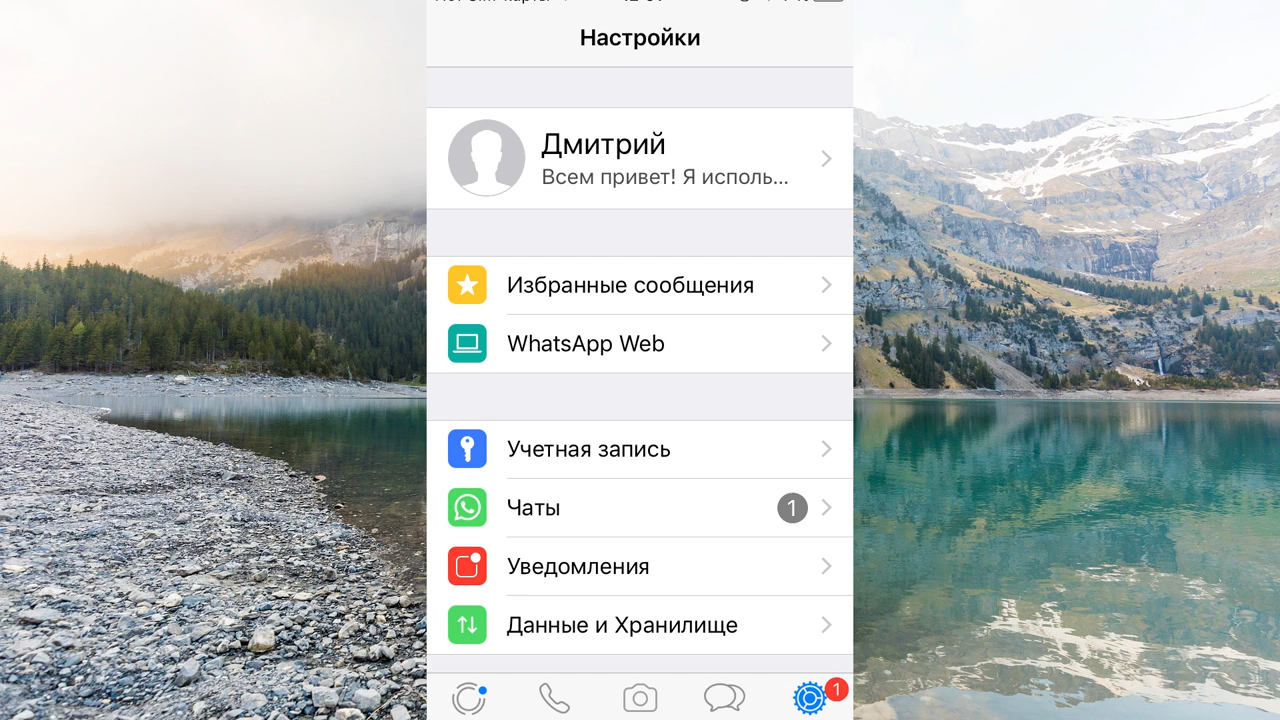 Настройки
Дмитрий
Всем привет! Я исполь...
Избранные сообщения
WhatsApp Web
Учетная запись
Чаты
1
Уведомления
Данные и Хранилище
1